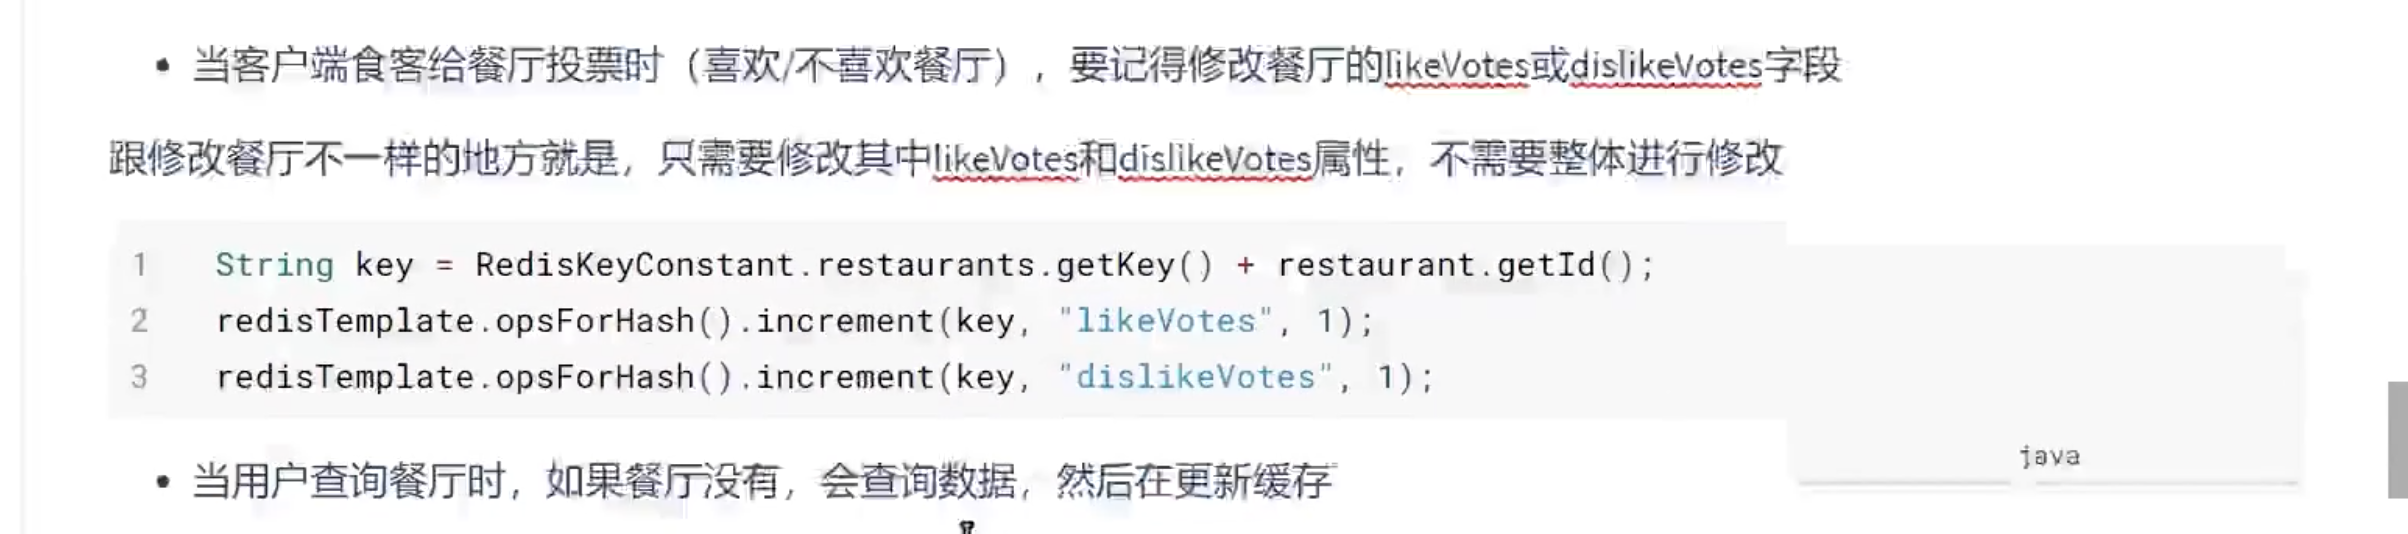 • 当客户端食客给餐厅投票时（喜欢/不喜欢餐厅），要记得修改餐厅的likeVotes或dislikeVotes字段
跟修改餐厅不一样的地方就是，只需要修改其中likeVotes和dislikeVotes属性，不需要整体进行修改
1 String key = RedisKeyConstant.restaurants.getKey() + restaurant.getId();
2 redisTemplate.opsForHash().increment(key, "likeVotes", 1);
3 redisTemplate.opsForHash().increment(key, "dislikeVotes", 1);
java
• 当用户查询餐厅时，如果餐厅没有，会查询数据，然后在更新缓存